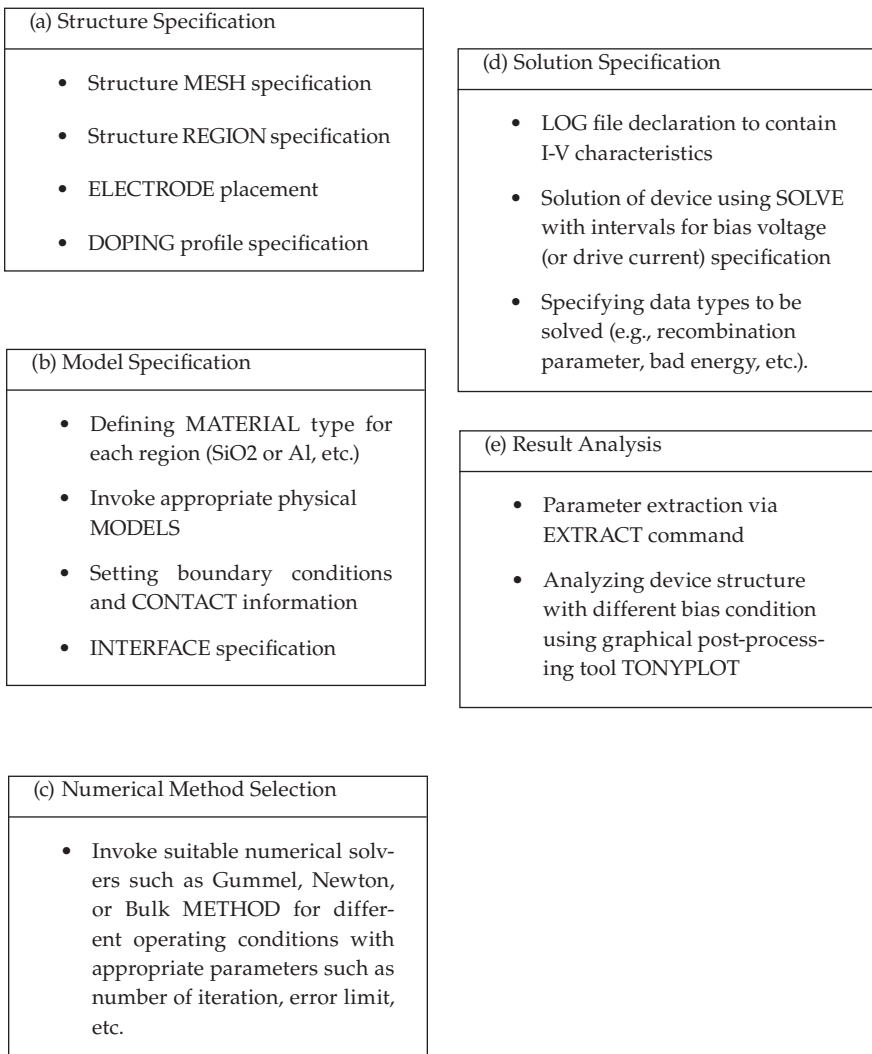 (a) Structure Specification
• Structure MESH specification
• Structure REGION specification
• ELECTRODE placement
• DOPING profile specification
(b) Model Specification
• Defining MATERIAL type for
each region (SiO2 or Al, etc.)
• Invoke appropriate physical
MODELS
• Setting boundary conditions
and CONTACT information
• INTERFACE specification
(c) Numerical Method Selection
• Invoke suitable numerical solv-
ers such as Gummel, Newton,
or Bulk METHOD for differ-
ent operating conditions with
appropriate parameters such as
number of iteration, error limit,
etc.
(d) Solution Specification
• LOG file declaration to contain
I-V characteristics
• Solution of device using SOLVE
with intervals for bias voltage
(or drive current) specification
• Specifying data types to be
solved (e.g., recombination
parameter, bad energy, etc.).
(e) Result Analysis
• Parameter extraction via
EXTRACT command
• Analyzing device structure
with different bias condition
using graphical post-process-
ing tool TONYPLOT